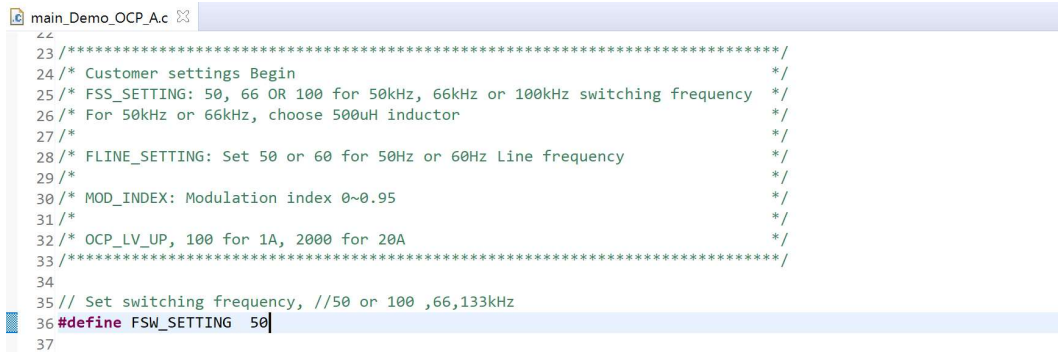 main_Demo_OCP_A.c
22
23 /******************************************************************************/
24 /* Customer settings Begin */
25 /* FSS_SETTING: 50, 66 OR 100 for 50kHz, 66kHz or 100kHz switching frequency */
26 /* For 50kHz or 66kHz, choose 500uH inductor */
27 /* */
28 /* FLINE_SETTING: Set 50 or 60 for 50Hz or 60Hz Line frequency */
29 /* */
30 /* MOD_INDEX: Modulation index 0~0.95 */
31 /* */
32 /* OCP_LV_UP, 100 for 1A, 2000 for 20A */
33 /******************************************************************************/
34
35 // Set switching frequency, //50 or 100 ,66,133kHz
36 #define FSW_SETTING 50
37